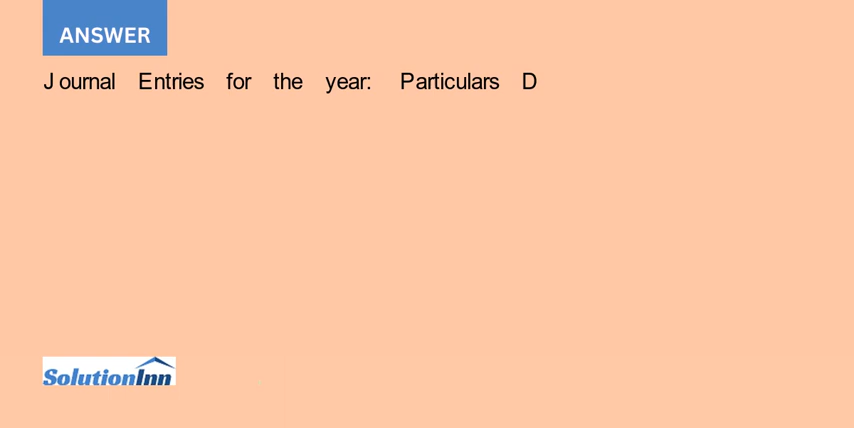 ANSWER
Journal Entries for the year: Particulars D
SolutionInn